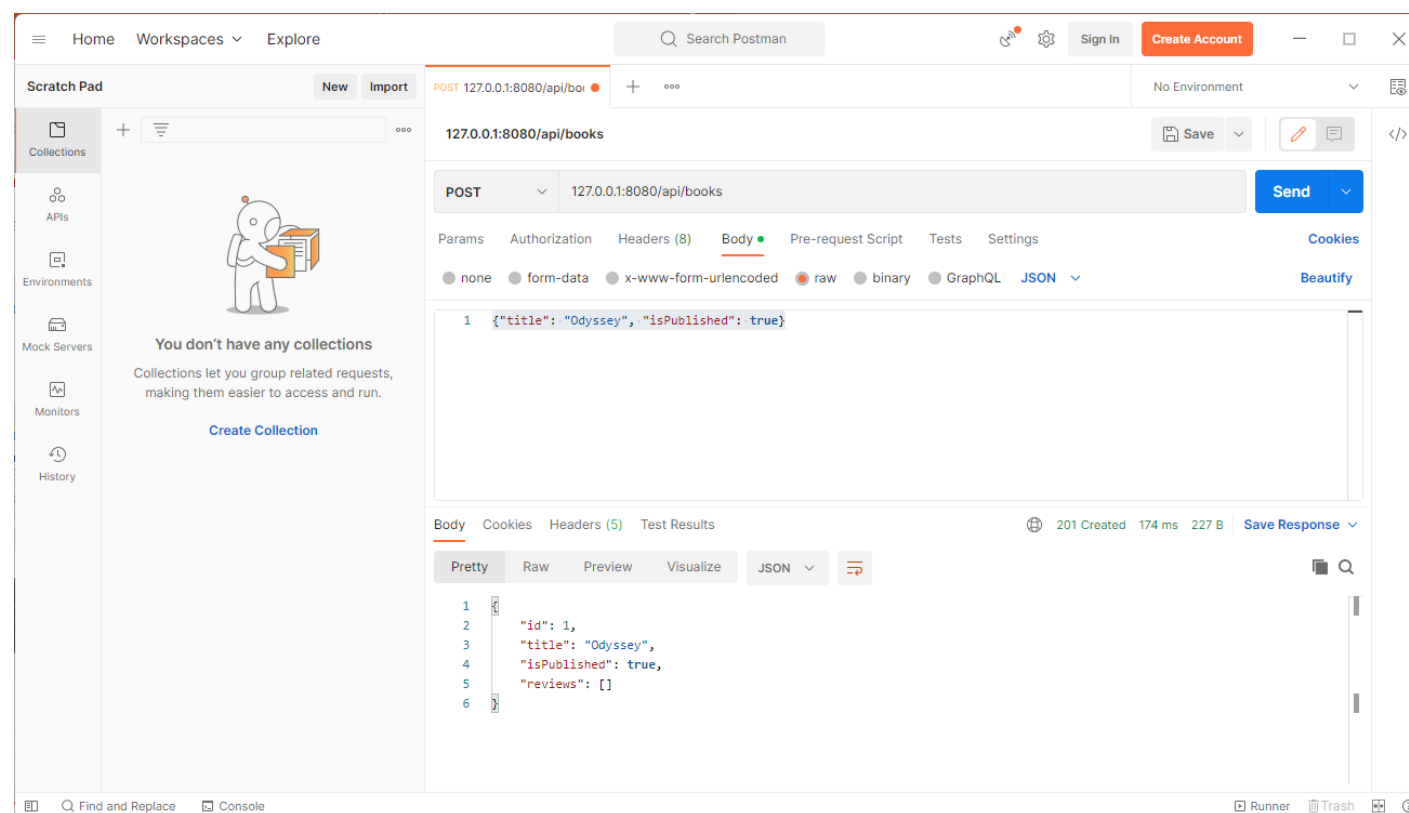 Home Workspaces Explore Search Postman Sign In Create Account
Scratch Pad New Import POST 127.0.0.1:8080/api/boo No Environment
Collections
APIs
Environments
Mock Servers
Monitors
History
You don't have any collections
Collections let you group related requests,
making them easier to access and run.
Create Collection
127.0.0.1:8080/api/books Save
POST 127.0.0.1:8080/api/books Send
Params Authorization Headers (8) Body Pre-request Script Tests Settings Cookies
none form-data x-www-form-urlencoded raw binary GraphQL JSON Beautify
1 {"title": "Odyssey", "isPublished": true}
Body Cookies Headers (5) Test Results 201 Created 174 ms 227 B Save Response
Pretty Raw Preview Visualize JSON
1 {
2 "id": 1,
3 "title": "Odyssey",
4 "isPublished": true,
5 "reviews": []
6 }
Find and Replace Console Runner Trash